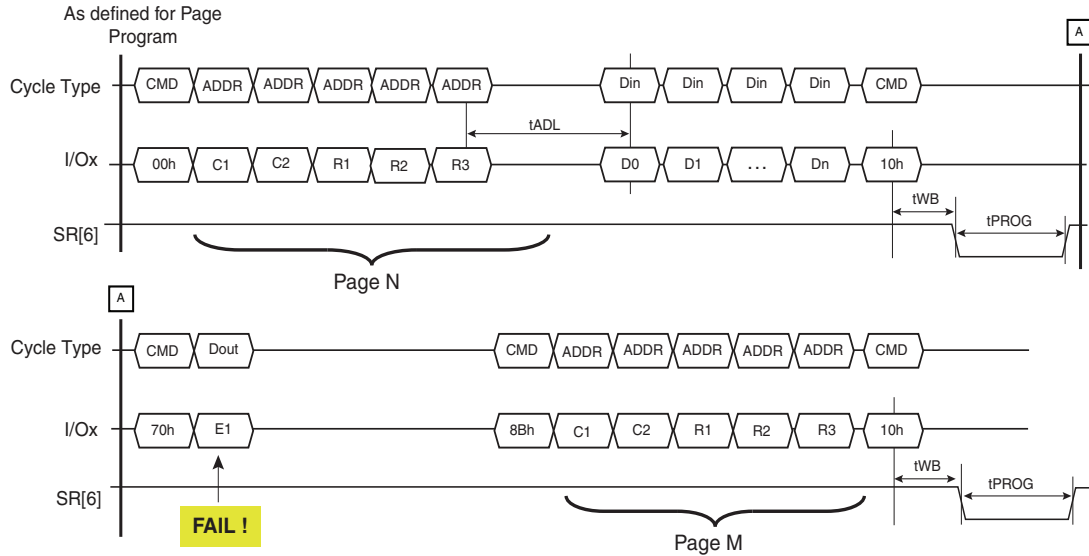 As defined for Page
Program
A
Cycle Type CMD ADDR ADDR ADDR ADDR ADDR Din Din Din Din CMD
tADL
I/Ox 00h C1 C2 R1 R2 R3 D0 D1 ... Dn 10h
tWB tPROG
SR[6]
Page N
A
Cycle Type CMD Dout CMD ADDR ADDR ADDR ADDR ADDR CMD
I/Ox 70h E1 8Bh C1 C2 R1 R2 R3 10h
tWB tPROG
SR[6]
FAIL !
Page M